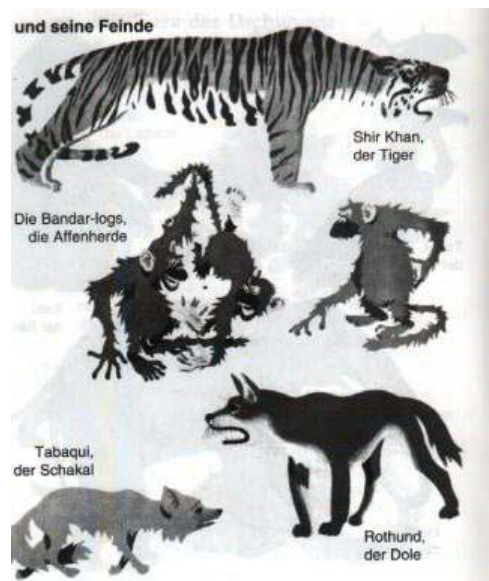 und seine Feinde
Shir Khan,
der Tiger
Die Bandar-logs,
die Affenherde
Tabaqui,
der Schakal
Rothund,
der Dole